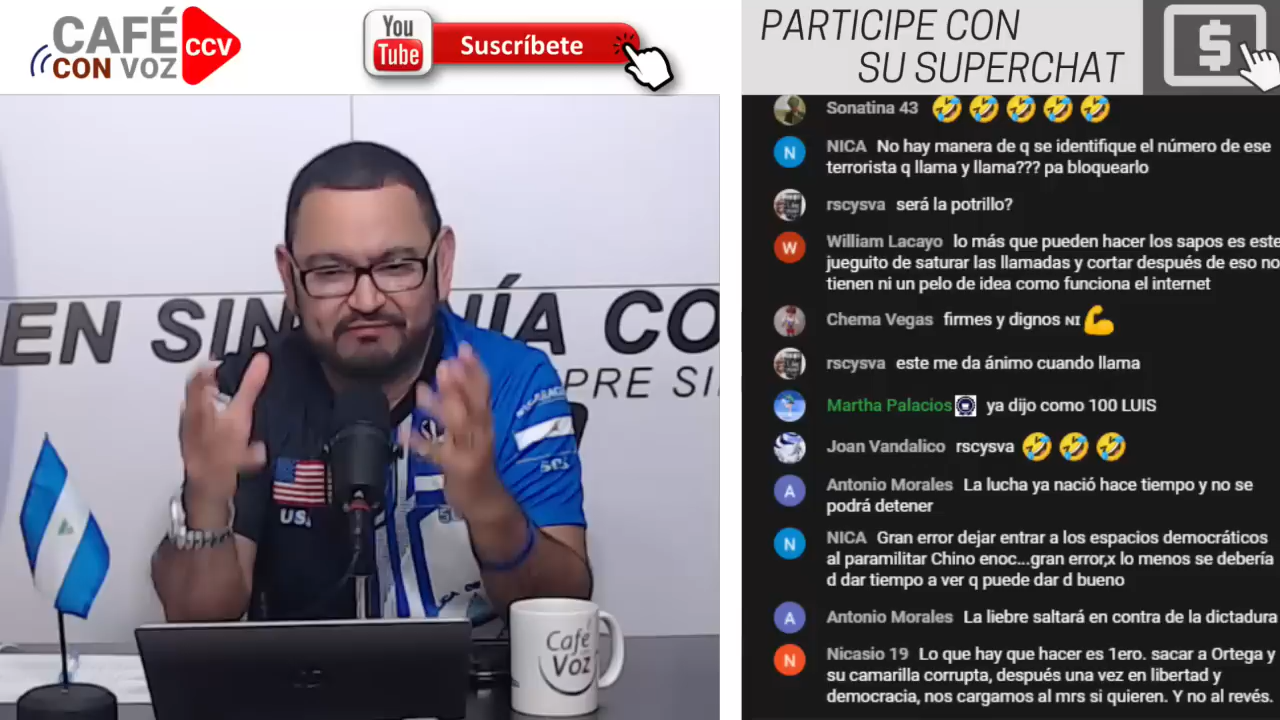 CAFÉ
CON VOZ
CCV
You
Tube
Suscríbete
PARTICIPE CON
SU SUPERCHAT
$
EN SIN
ÍA CO
PRE SI
US
Café
Voz
Sonatina 43 🤣🤣🤣🤣🤣
N
NICA No hay manera de q se identifique el número de ese
terrorista q llama y llama??? pa bloquearlo
rscysva será la potrillo?
W
William Lacayo lo más que pueden hacer los sapos es este
jueguito de saturar las llamadas y cortar después de eso no
tienen ni un pelo de idea como funciona el internet
Chema Vegas firmes y dignos NI 💪
rscysva este me da ánimo cuando llama
Martha Palacios ya dijo como 100 LUIS
Joan Vandalico rscysva 🤣🤣🤣
A
Antonio Morales La lucha ya nació hace tiempo y no se
podrá detener
N
NICA Gran error dejar entrar a los espacios democráticos
al paramilitar Chino enoc...gran error,x lo menos se debería
d dar tiempo a ver q puede dar d bueno
A
Antonio Morales La liebre saltará en contra de la dictadura
N
Nicasio 19 Lo que hay que hacer es 1ero. sacar a Ortega y
su camarilla corrupta, después una vez en libertad y
democracia, nos cargamos al mrs si quieren. Y no al revés.